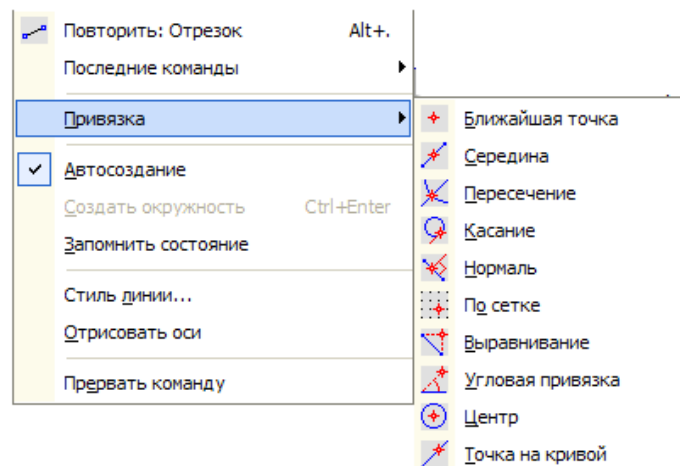 Повторить: Отрезок Alt+.
Последние команды
Привязка
Автосоздание
Создать окружность Ctrl+Enter
Запомнить состояние
Стиль линии...
Отрисовать оси
Прервать команду
Ближайшая точка
Середина
Пересечение
Касание
Нормаль
По сетке
Выравнивание
Угловая привязка
Центр
Точка на кривой